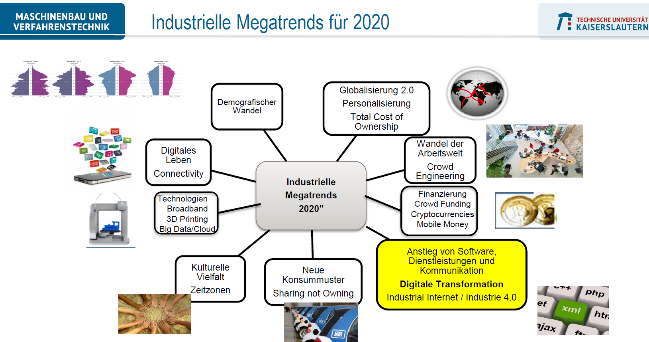 MASCHINENBAU UND
VERFAHRENSTECHNIK
Industrielle Megatrends für 2020
TECHNISCHE UNIVERSITÄT
KAISERSLAUTERN
Demografischer
Wandel
Globalisierung 2.0
Personalisierung
Total Cost of
Ownership
Digitales
Leben
Connectivity
Wandel der
Arbeitswelt
Crowd
Engineering
Industrielle
Megatrends
2020"
Technologien
Broadband
3D Printing
Big Data/Cloud
Finanzierung
Crowd Funding
Cryptocurrencies
Mobile Money
Kulturelle
Vielfalt
Zeitzonen
Neue
Konsummuster
Sharing not Owning
Anstieg von Software,
Dienstleistungen und
Kommunikation
Digitale Transformation
Industrial Internet / Industrie 4.0
C++
php
xml
ajax